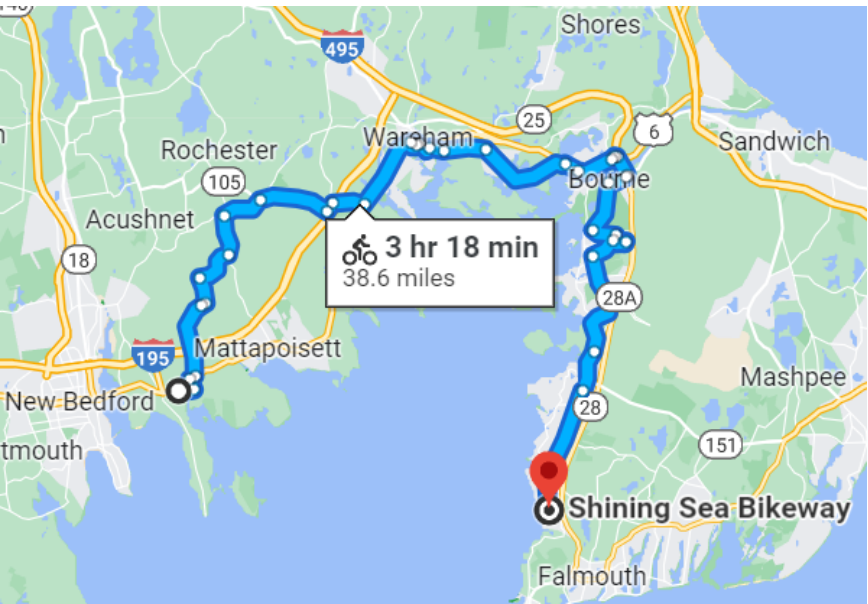 Shores
495
25
6
Wareham
Sandwich
Rochester
105
Bourne
Acushnet
3 hr 18 min
18
38.6 miles
28A
195
Mattapoisett
Mashpee
New Bedford
28
151
tmouth
Shining Sea Bikeway
Falmouth